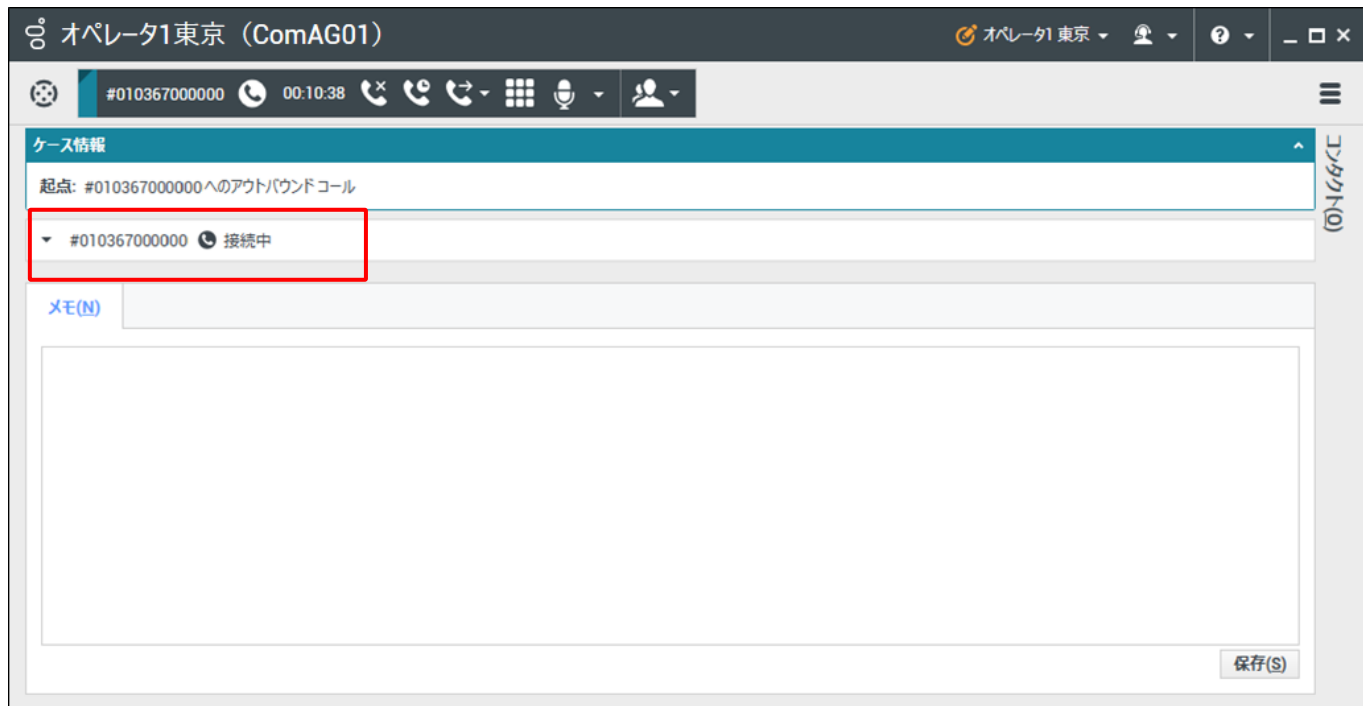 オペレータ1東京（ComAG01）
オペレータ1 東京
#010367000000 00:10:38
ケース情報
起点: #010367000000へのアウトバウンド コール
#010367000000 接続中
コンタクト(O)
メモ(N)
保存(S)